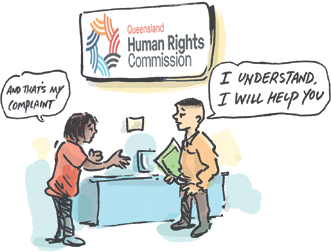 Queensland
Human Rights
Commission
AND THAT'S MY
COMPLAINT
I UNDERSTAND.
I WILL HELP YOU